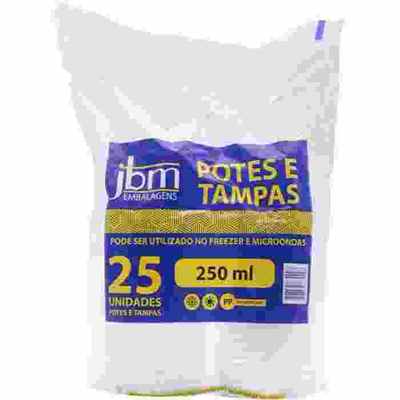 jbm
EMBALAGENS
POTES E
TAMPAS
PODE SER UTILIZADO NO FREEZER E MICROONDAS
25
UNIDADES
POTES E TAMPAS
250 ml
PP